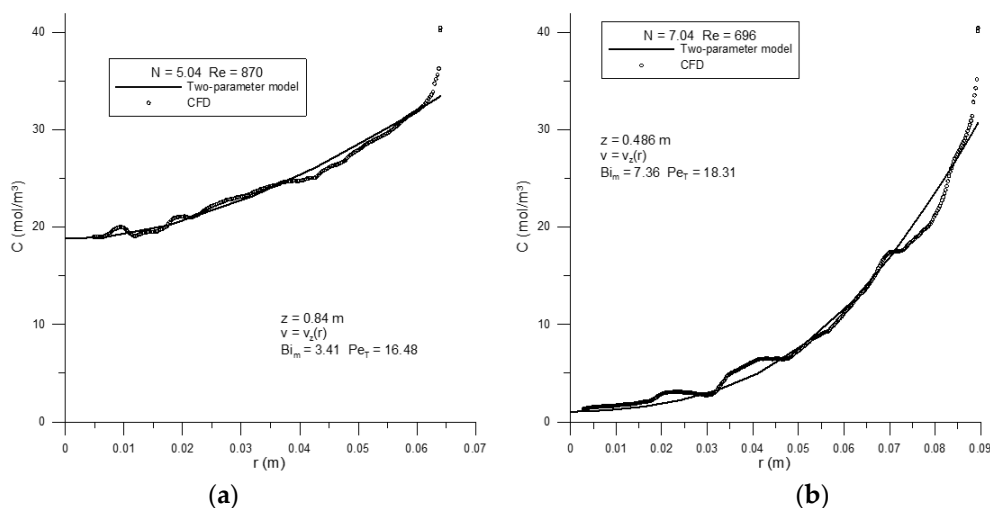 40
30
20
10
0
C (mol/m³)
N = 5.04 Re = 870
Two-parameter model
CFD
z = 0.84 m
v = v_z(r)
Bi_m = 3.41 Pe_T = 16.48
0 0.01 0.02 0.03 0.04 0.05 0.06 0.07
r (m)
(a)
40
30
20
10
0
C (mol/m³)
N = 7.04 Re = 696
Two-parameter model
CFD
z = 0.486 m
v = v_z(r)
Bi_m = 7.36 Pe_T = 18.31
0 0.01 0.02 0.03 0.04 0.05 0.06 0.07 0.08 0.09
r (m)
(b)